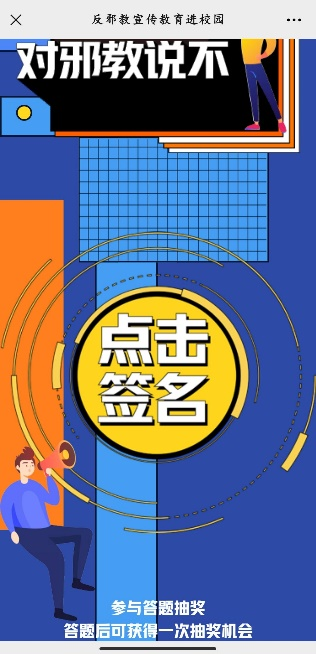 反邪教宣传教育进校园
对邪教说不
点击
签名
参与答题抽奖
答题后可获得一次抽奖机会